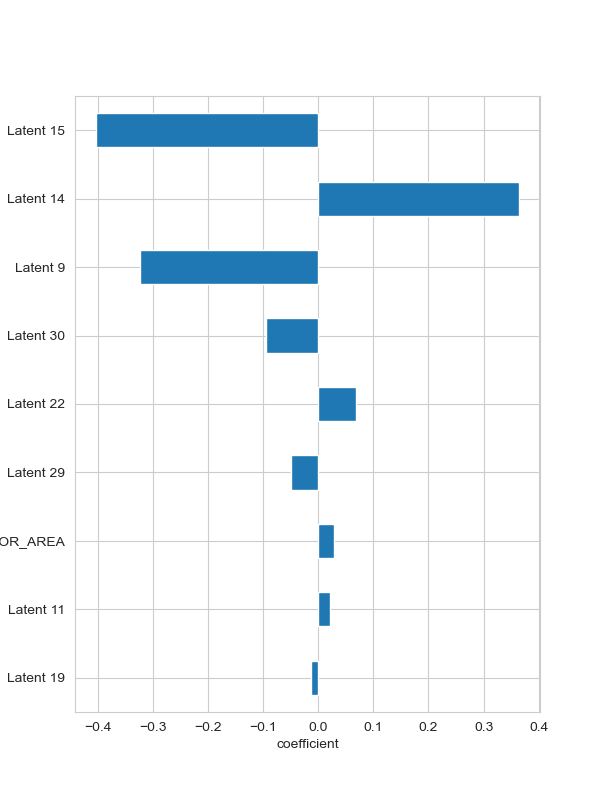 Latent 15
Latent 14
Latent 9
Latent 30
Latent 22
Latent 29
OR_AREA
Latent 11
Latent 19
−0.4 −0.3 −0.2 −0.1 0.0 0.1 0.2 0.3 0.4
coefficient